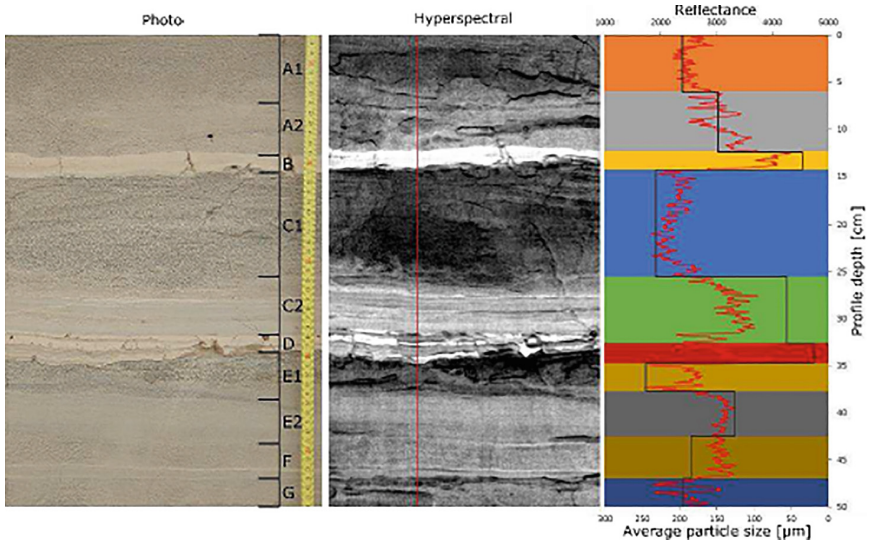 Photo
Hyperspectral
Reflectance
1000 2000 3000 4000 5000
A1
A2
B
C1
C2
D
E1
E2
F
G
0
5
10
15
20
25
30
35
40
45
50
Profile depth [cm]
300 250 200 150 100 50 0
Average particle size [µm]